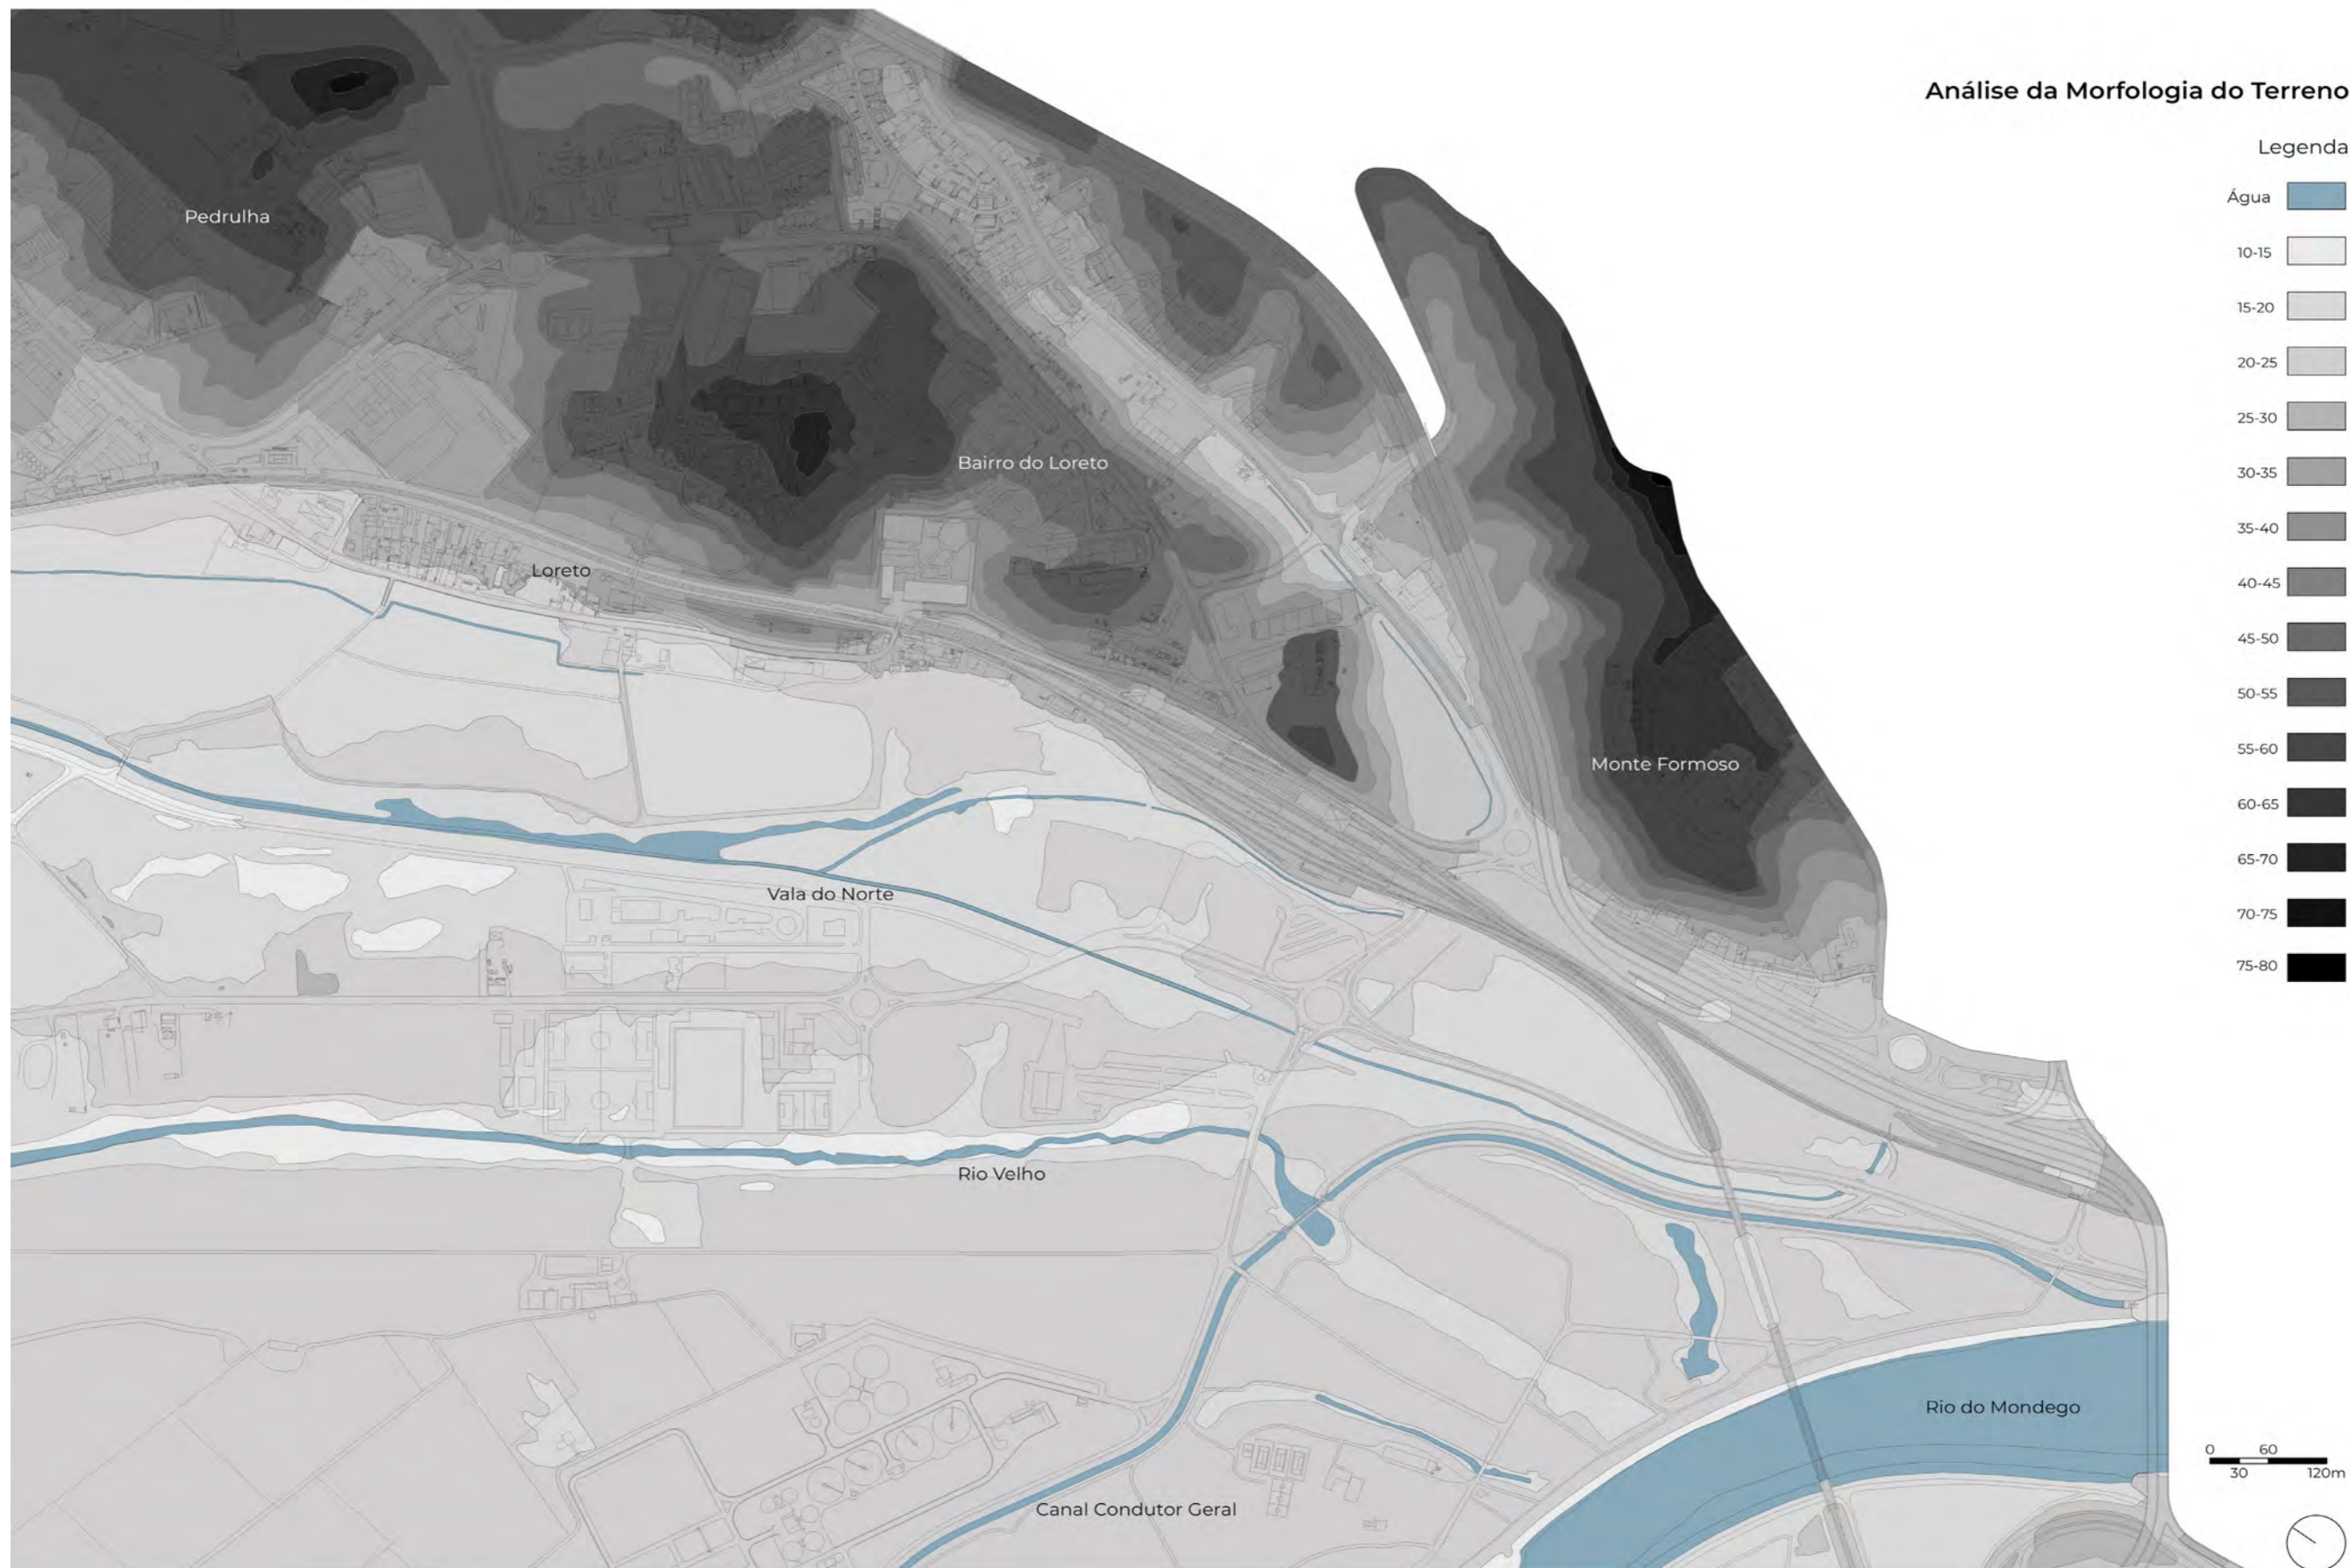 Análise da Morfologia do Terreno
Legenda
Água
10-15
15-20
20-25
25-30
30-35
35-40
40-45
45-50
50-55
55-60
60-65
65-70
70-75
75-80
Pedrulha
Bairro do Loreto
Loreto
Monte Formoso
Vala do Norte
Rio Velho
Rio do Mondego
Canal Condutor Geral
0 60
30 120m